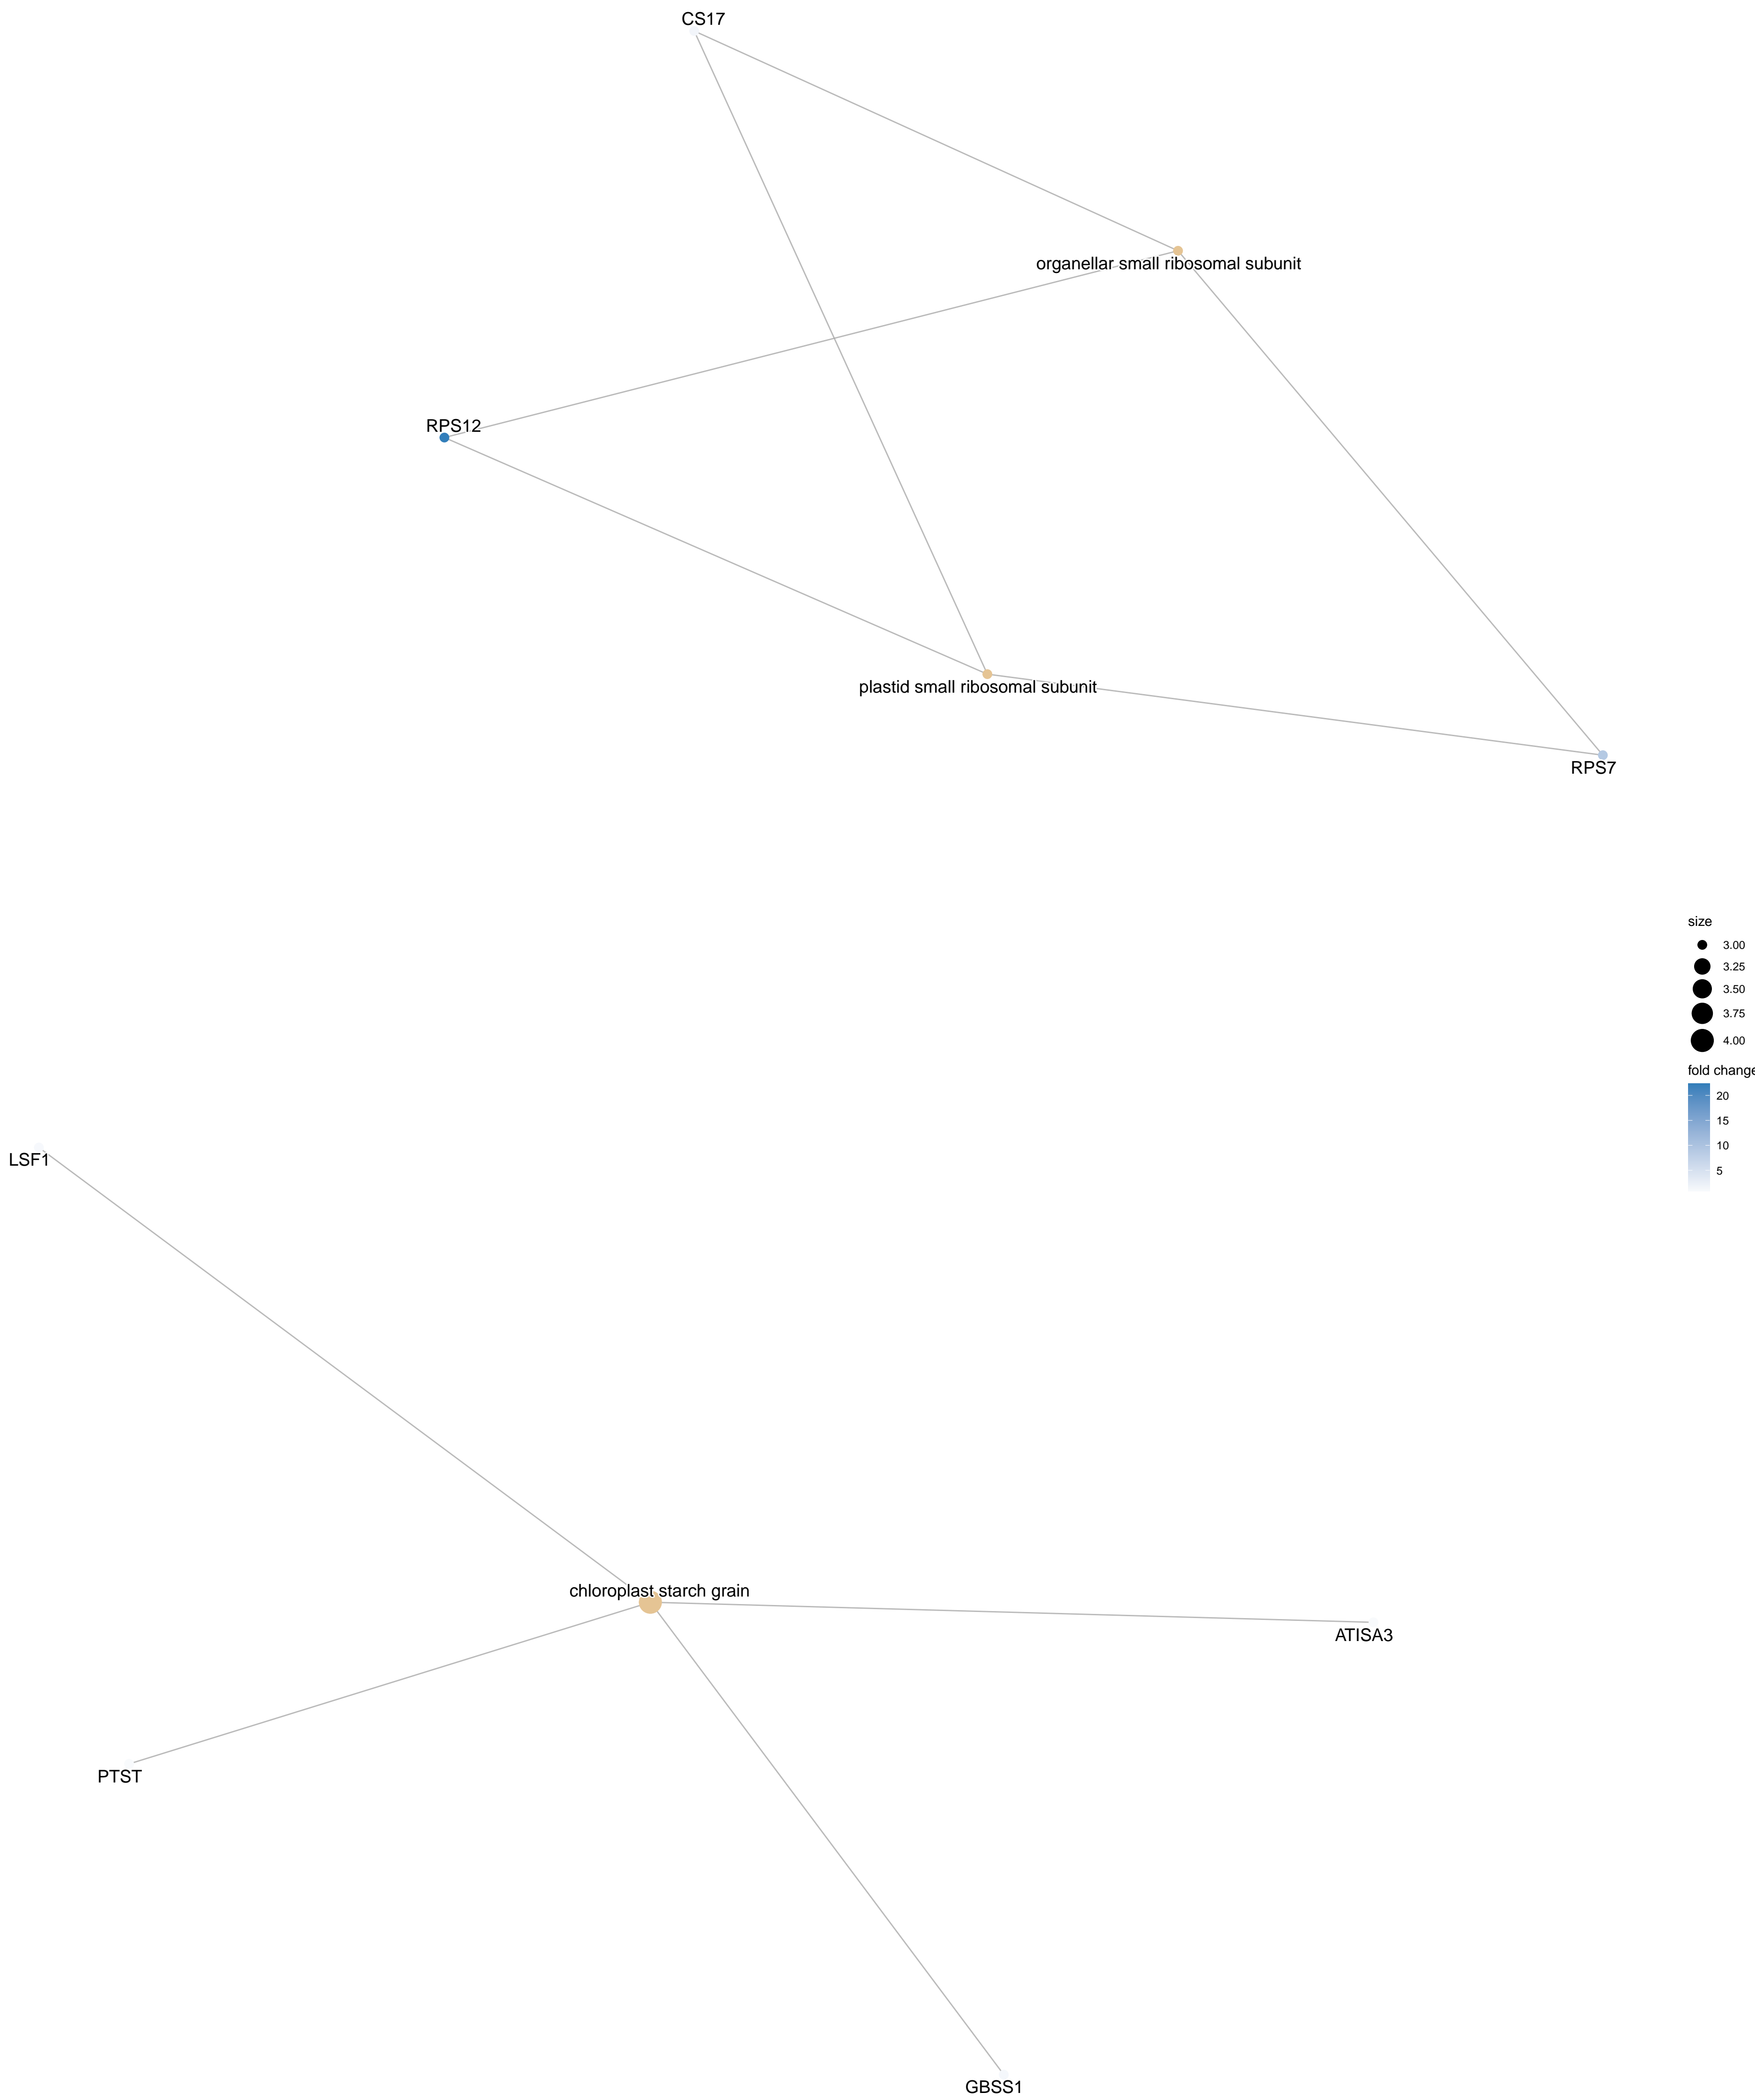 CS17
organellar small ribosomal subunit
RPS12
plastid small ribosomal subunit
RPS7
size
3.00
3.25
3.50
3.75
4.00
fold change
20
15
10
5
LSF1
chloroplast starch grain
ATISA3
PTST
GBSS1